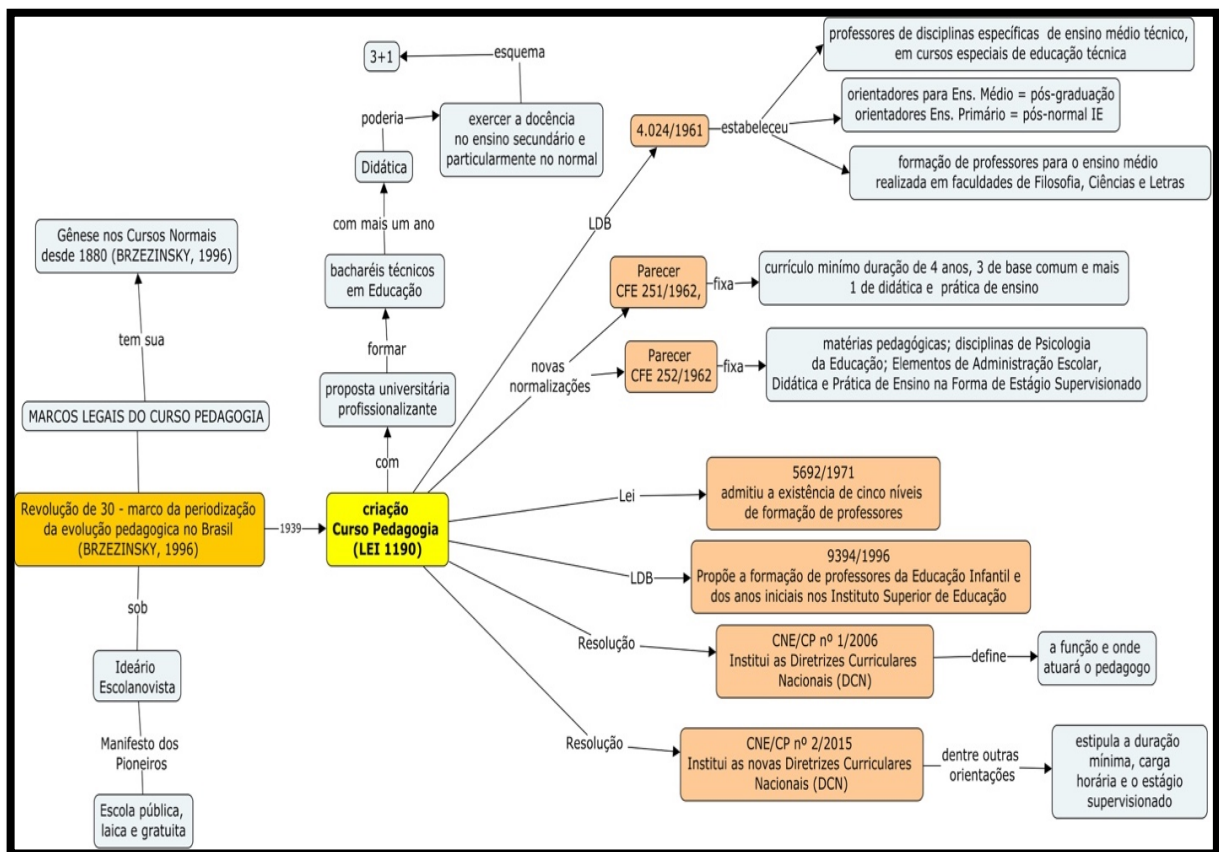 3+1
esquema
poderia
exercer a docência
no ensino secundário e
particularmente no normal
Didática
com mais um ano
bacharéis técnicos
em Educação
formar
proposta universitária
profissionalizante
com
Gênese nos Cursos Normais
desde 1880 (BRZEZINSKY, 1996)
tem sua
MARCOS LEGAIS DO CURSO PEDAGOGIA
Revolução de 30 - marco da periodização
da evolução pedagogica no Brasil
(BRZEZINSKY, 1996)
1939
criação
Curso Pedagogia
(LEI 1190)
sob
Ideário
Escolanovista
Manifesto dos
Pioneiros
Escola pública,
laica e gratuita
LDB
4.024/1961
estabeleceu
professores de disciplinas específicas de ensino médio técnico,
em cursos especiais de educação técnica
orientadores para Ens. Médio = pós-graduação
orientadores Ens. Primário = pós-normal IE
formação de professores para o ensino médio
realizada em faculdades de Filosofia, Ciências e Letras
novas
normalizações
Parecer
CFE 251/1962,
fixa
currículo minímo duração de 4 anos, 3 de base comum e mais
1 de didática e prática de ensino
Parecer
CFE 252/1962
fixa
matérias pedagógicas; disciplinas de Psicologia
da Educação; Elementos de Administração Escolar,
Didática e Prática de Ensino na Forma de Estágio Supervisionado
Lei
5692/1971
admitiu a existência de cinco níveis
de formação de professores
LDB
9394/1996
Propõe a formação de professores da Educação Infantil e
dos anos iniciais nos Instituto Superior de Educação
Resolução
CNE/CP nº 1/2006
Institui as Diretrizes Curriculares
Nacionais (DCN)
define
a função e onde
atuará o pedagogo
Resolução
CNE/CP nº 2/2015
Institui as novas Diretrizes Curriculares
Nacionais (DCN)
dentre outras
orientações
estipula a duração
mínima, carga
horária e o estágio
supervisionado